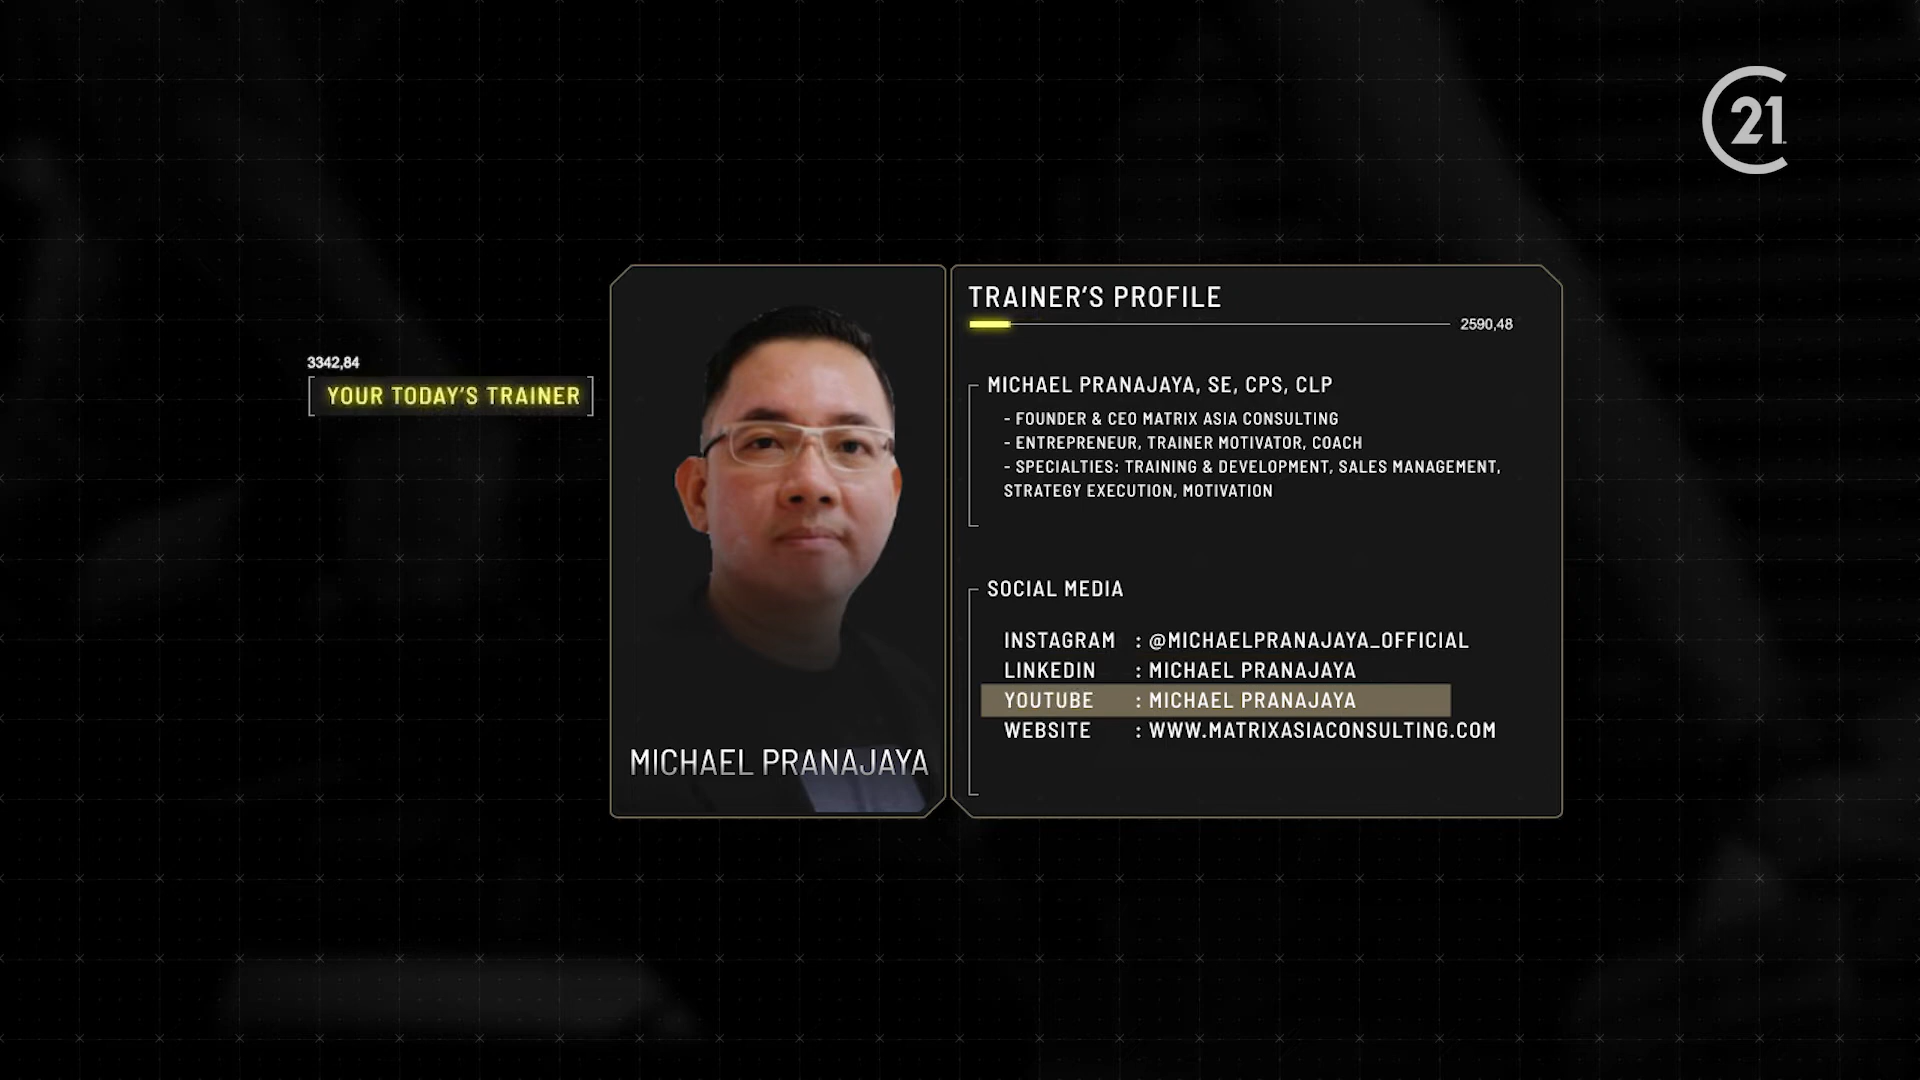 C21
3342,84
YOUR TODAY'S TRAINER
MICHAEL PRANAJAYA
TRAINER'S PROFILE
2590,48
MICHAEL PRANAJAYA, SE, CPS, CLP
- FOUNDER & CEO MATRIX ASIA CONSULTING
- ENTREPRENEUR, TRAINER MOTIVATOR, COACH
- SPECIALTIES: TRAINING & DEVELOPMENT, SALES MANAGEMENT,
STRATEGY EXECUTION, MOTIVATION
SOCIAL MEDIA
INSTAGRAM : @MICHAELPRANAJAYA_OFFICIAL
LINKEDIN : MICHAEL PRANAJAYA
YOUTUBE : MICHAEL PRANAJAYA
WEBSITE : WWW.MATRIXASIACONSULTING.COM